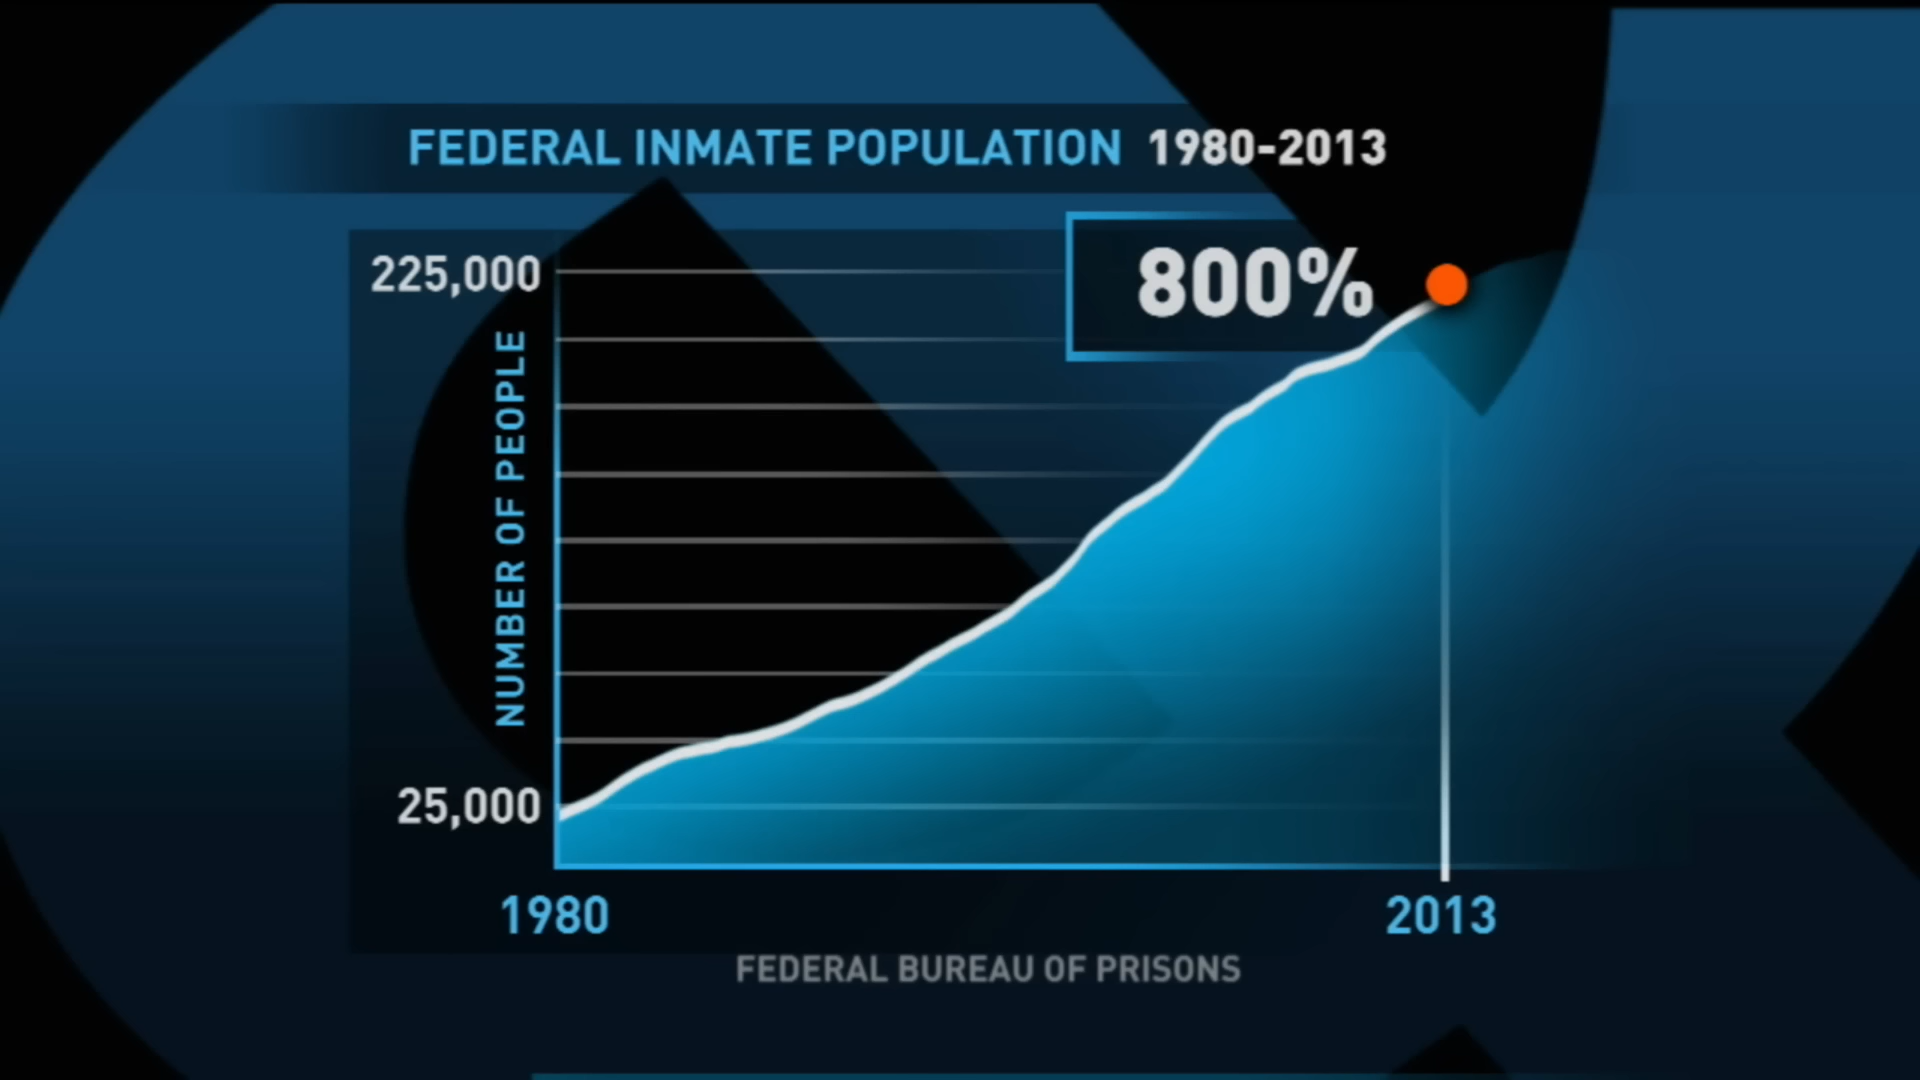 FEDERAL INMATE POPULATION 1980-2013
800%
225,000
NUMBER OF PEOPLE
25,000
1980 2013
FEDERAL BUREAU OF PRISONS